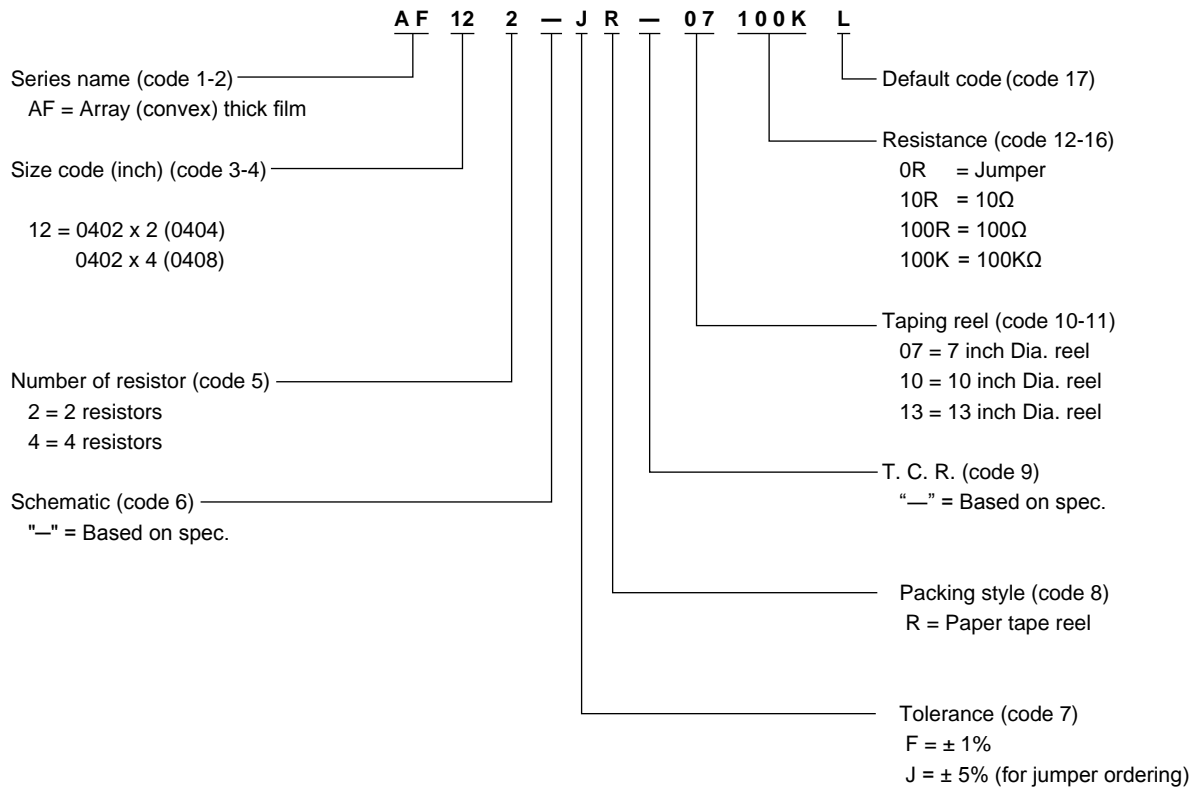 AF 12 2 — J R — 07 100K L
Series name (code 1-2)
AF = Array (convex) thick film
Size code (inch) (code 3-4)
12 = 0402 x 2 (0404)
0402 x 4 (0408)
Number of resistor (code 5)
2 = 2 resistors
4 = 4 resistors
Schematic (code 6)
"—" = Based on spec.
Default code (code 17)
Resistance (code 12-16)
0R = Jumper
10R = 10Ω
100R = 100Ω
100K = 100KΩ
Taping reel (code 10-11)
07 = 7 inch Dia. reel
10 = 10 inch Dia. reel
13 = 13 inch Dia. reel
T. C. R. (code 9)
“—” = Based on spec.
Packing style (code 8)
R = Paper tape reel
Tolerance (code 7)
F = ± 1%
J = ± 5% (for jumper ordering)